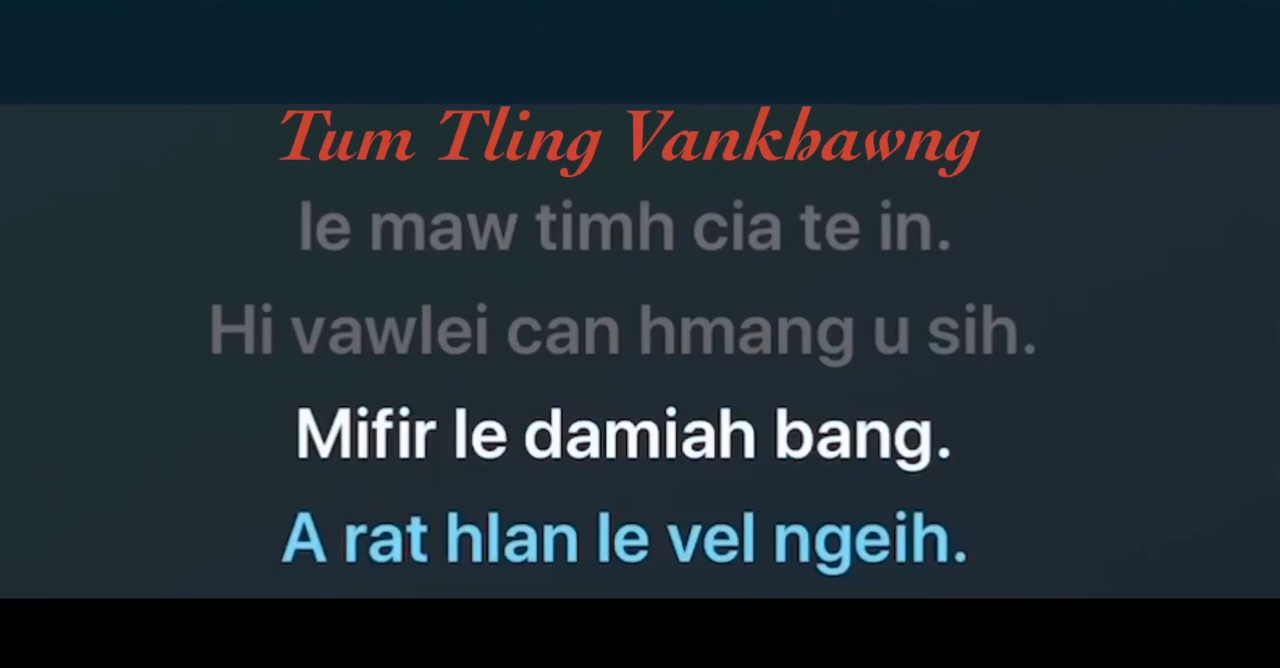 Tum Tling Vankhawng
le maw timh cia te in.
Hi vawlei can hmang u sih.
Mifir le damiah bang.
A rat hlan le vel ngeih.